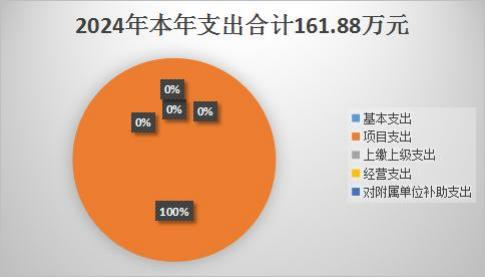 2024年本年支出合计161.88万元
0%
0%
0%
0%
100%
基本支出
项目支出
上缴上级支出
经营支出
对附属单位补助支出